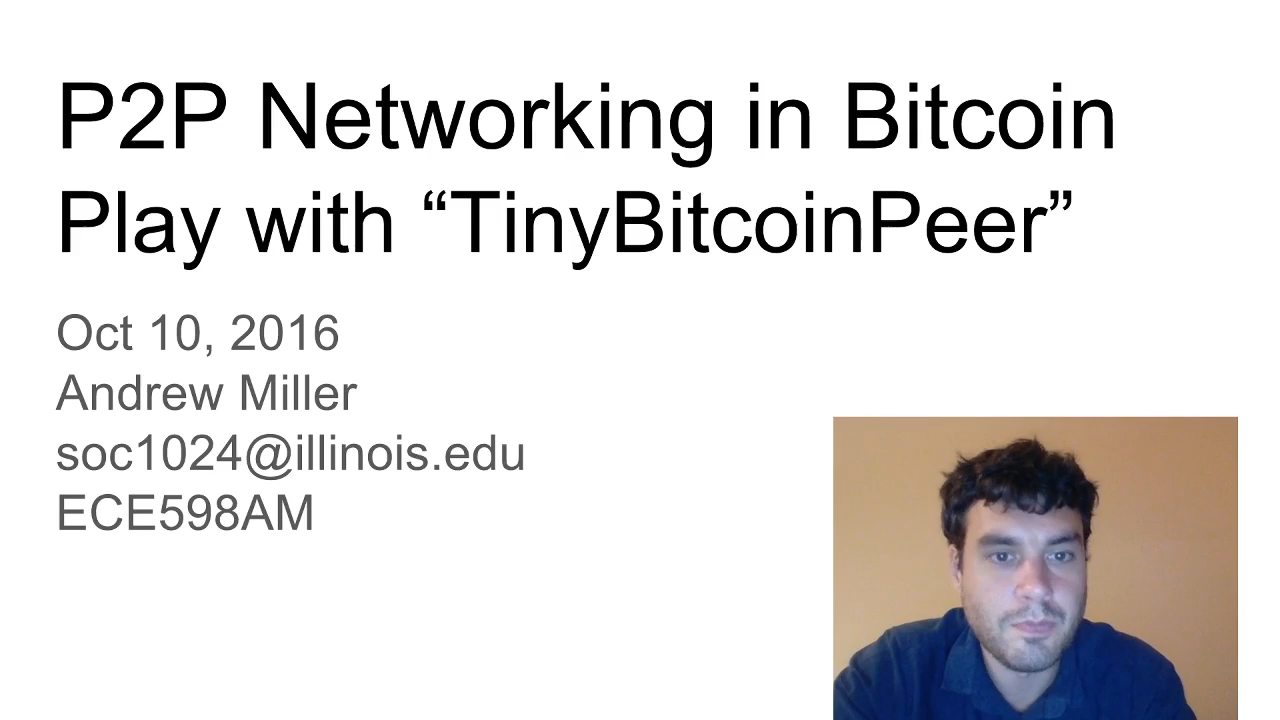 P2P Networking in Bitcoin
Play with “TinyBitcoinPeer”
Oct 10, 2016
Andrew Miller
soc1024@illinois.edu
ECE598AM